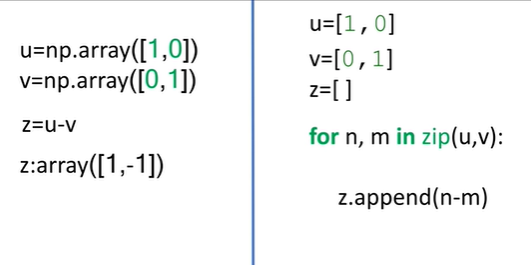 u=np.array([1,0])
v=np.array([0,1])
z=u-v
z:array([1,-1])
u=[1,0]
v=[0,1]
z=[ ]
for n, m in zip(u,v):
z.append(n-m)